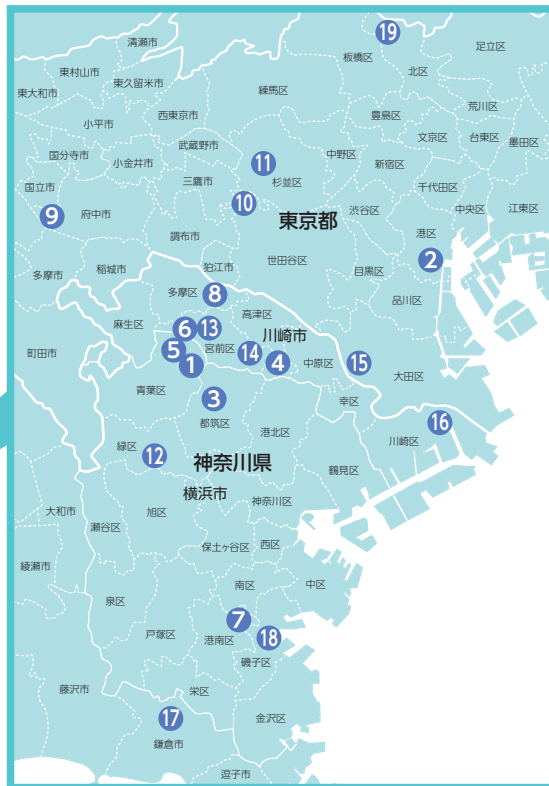 清瀬市
⑲
足立区
東村山市
板橋区
北区
東久留米市
東大和市
練馬区
荒川区
西東京市
豊島区
小平市
文京区
台東区
墨田区
武蔵野市
国分寺市
小金井市
⑪
中野区
新宿区
三鷹市
杉並区
千代田区
国立市
⑩
中央区
江東区
⑨
府中市
東京都
渋谷区
調布市
港区
②
狛江市
世田谷区
目黒区
多摩市
稲城市
多摩区
⑧
品川区
高津区
麻生区
⑥
⑬
川崎市
町田市
⑤
宮前区
⑭
④
中原区
⑮
①
大田区
青葉区
③
幸区
都筑区
⑯
緑区
港北区
川崎区
⑫
神奈川県
鶴見区
横浜市
神奈川区
大和市
旭区
瀬谷区
保土ヶ谷区
西区
綾瀬市
南区
中区
泉区
⑦
戸塚区
港南区
⑱
磯子区
藤沢市
栄区
⑰
金沢区
鎌倉市
逗子市